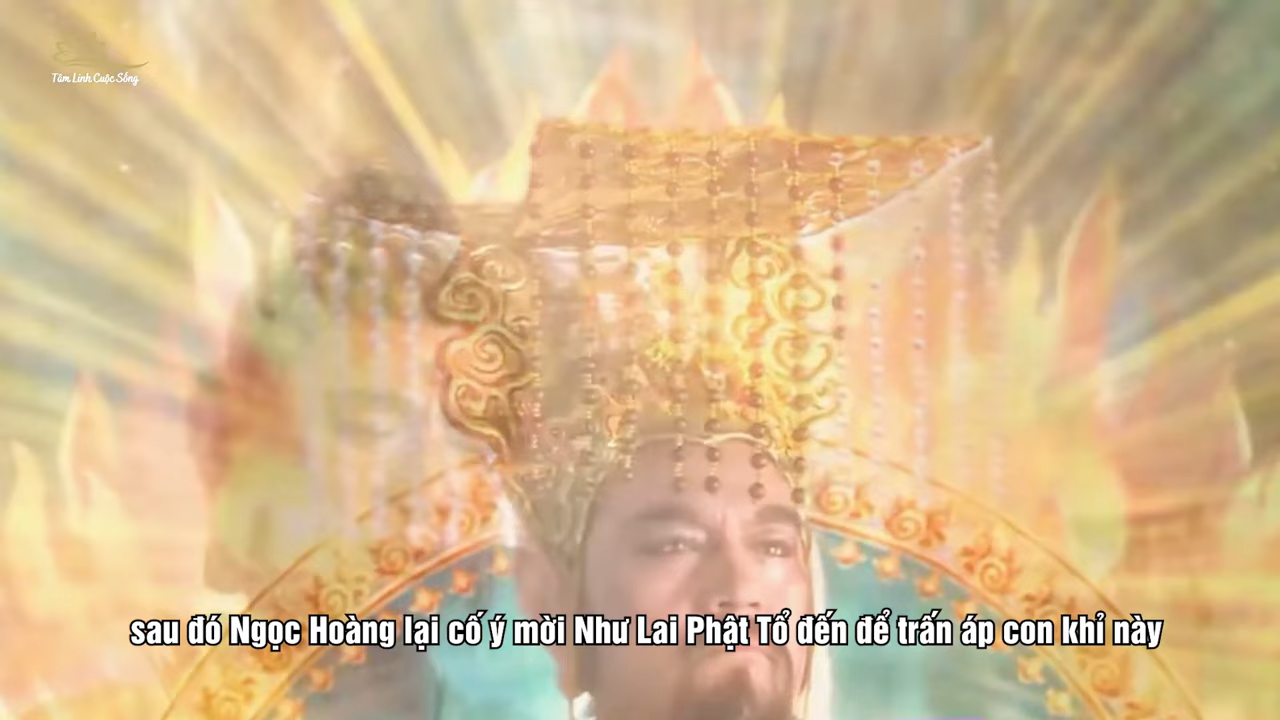 Tâm Linh Cuộc Sống
sau đó Ngọc Hoàng lại cố ý mời Như Lai Phật Tổ đến để trấn áp con khỉ này